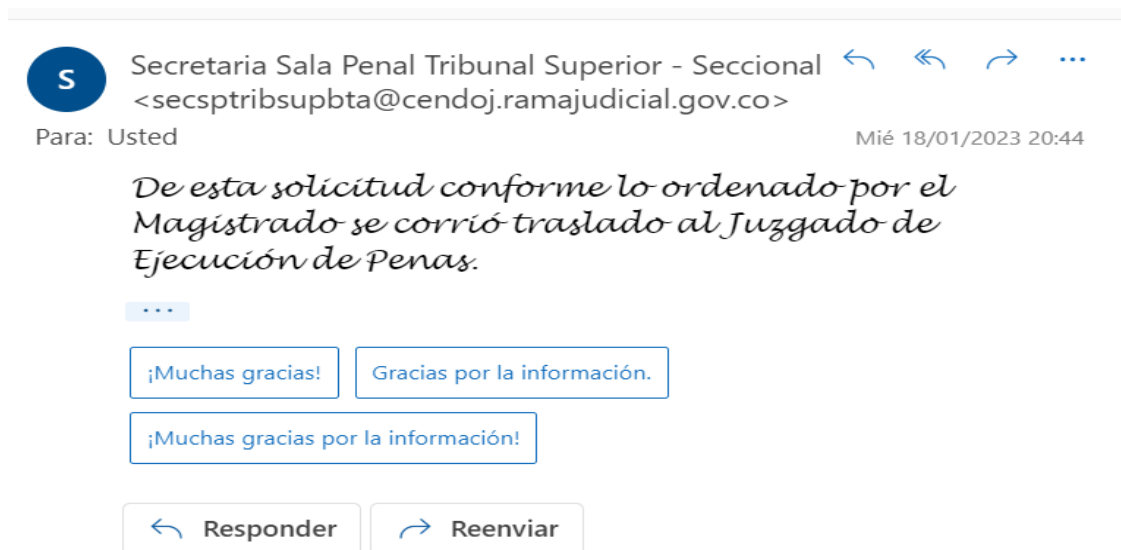 S
Secretaria Sala Penal Tribunal Superior - Seccional
<secsptribsupbta@cendoj.ramajudicial.gov.co>
Para: Usted
Mié 18/01/2023 20:44
De esta solicitud conforme lo ordenado por el
Magistrado se corrió traslado al Juzgado de
Ejecución de Penas.
...
¡Muchas gracias!
Gracias por la información.
¡Muchas gracias por la información!
Responder
Reenviar